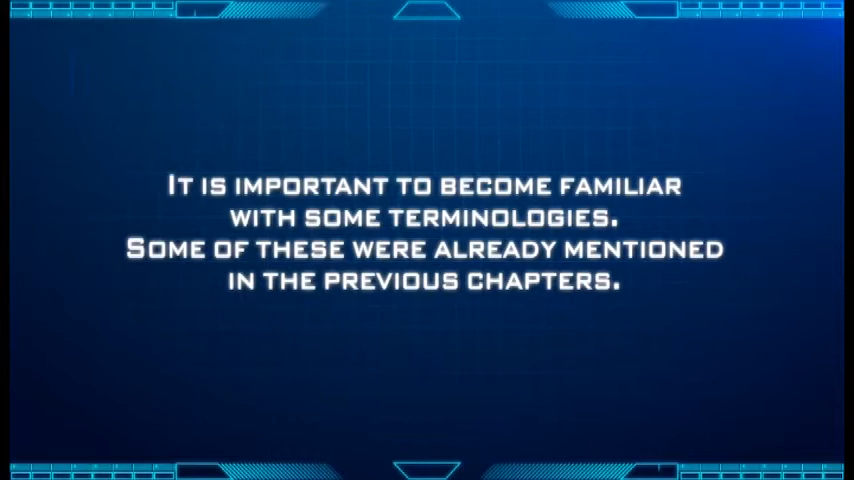 It is important to become familiar
with some terminologies.
Some of these were already mentioned
in the previous chapters.